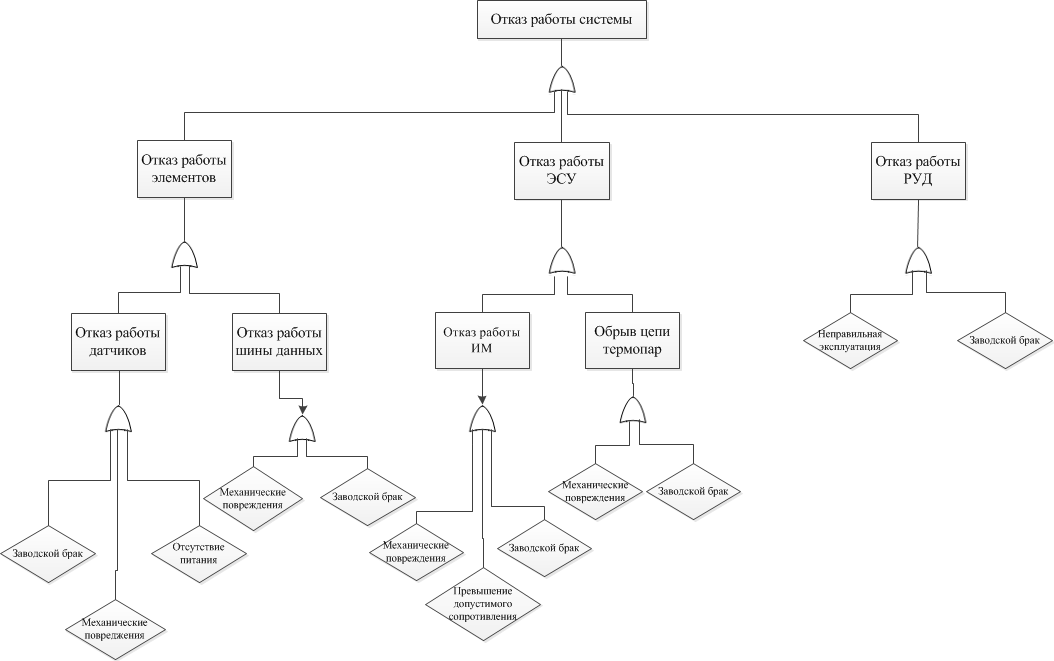 Отказ работы системы
Отказ работы
элементов
Отказ работы
ЭСУ
Отказ работы
РУД
Отказ работы
датчиков
Отказ работы
шины данных
Отказ работы
ИМ
Обрыв цепи
термопар
Неправильная
эксплуатация
Заводской брак
Механические
повреждения
Заводской брак
Механические
повреждения
Заводской брак
Заводской брак
Отсутствие
питания
Механические
повреждения
Заводской брак
Превышение
допустимого
сопротивления
Механические
повреджения